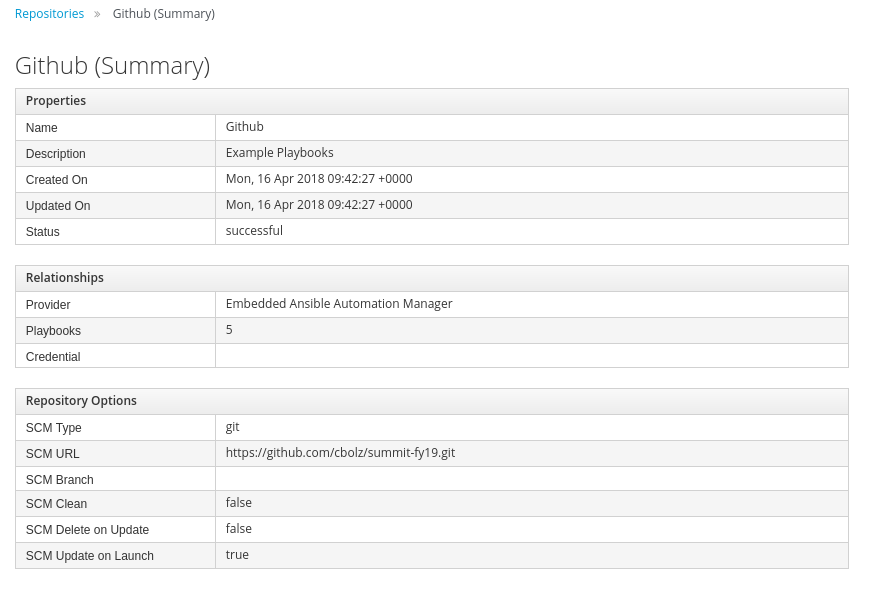 Repositories » Github (Summary)
Github (Summary)
Properties
Name Github
Description Example Playbooks
Created On Mon, 16 Apr 2018 09:42:27 +0000
Updated On Mon, 16 Apr 2018 09:42:27 +0000
Status successful
Relationships
Provider Embedded Ansible Automation Manager
Playbooks 5
Credential
Repository Options
SCM Type git
SCM URL https://github.com/cbolz/summit-fy19.git
SCM Branch
SCM Clean false
SCM Delete on Update false
SCM Update on Launch true